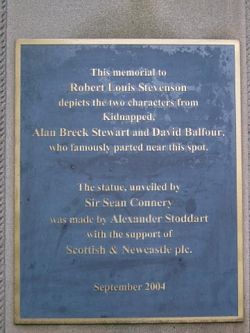 This memorial to
Robert Louis Stevenson
depicts the two characters from
Kidnapped,
Alan Breck Stewart and David Balfour,
who famously parted near this spot.
The statue, unveiled by
Sir Sean Connery
was made by Alexander Stoddart
with the support of
Scottish & Newcastle plc.
September 2004